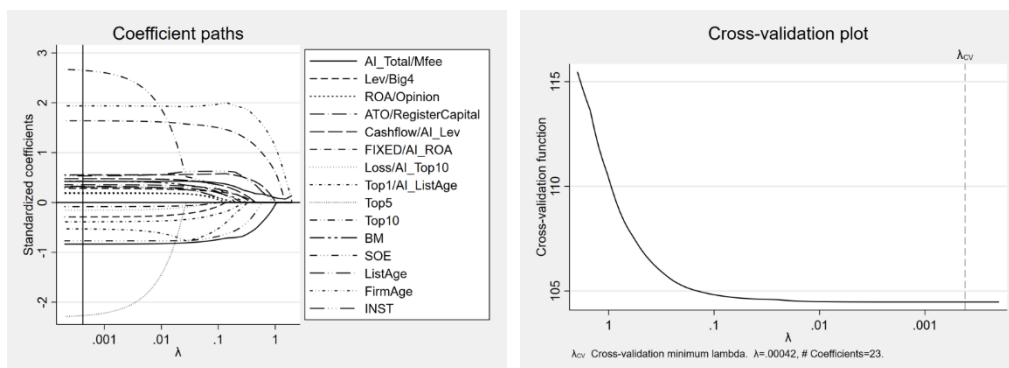 Coefficient paths
Standardized coefficients
3
2
1
0
-1
-2
.001
.01
.1
1
λ
AI_Total/Mfee
Lev/Big4
ROA/Opinion
ATO/RegisterCapital
Cashflow/AI_Lev
FIXED/AI_ROA
Loss/AI_Top10
Top1/AI_ListAge
Top5
Top10
BM
SOE
ListAge
FirmAge
INST
Cross-validation plot
λCV
Cross-validation function
115
110
105
1
.1
.01
.001
λ
λCV Cross-validation minimum lambda. λ=.00042, # Coefficients=23.